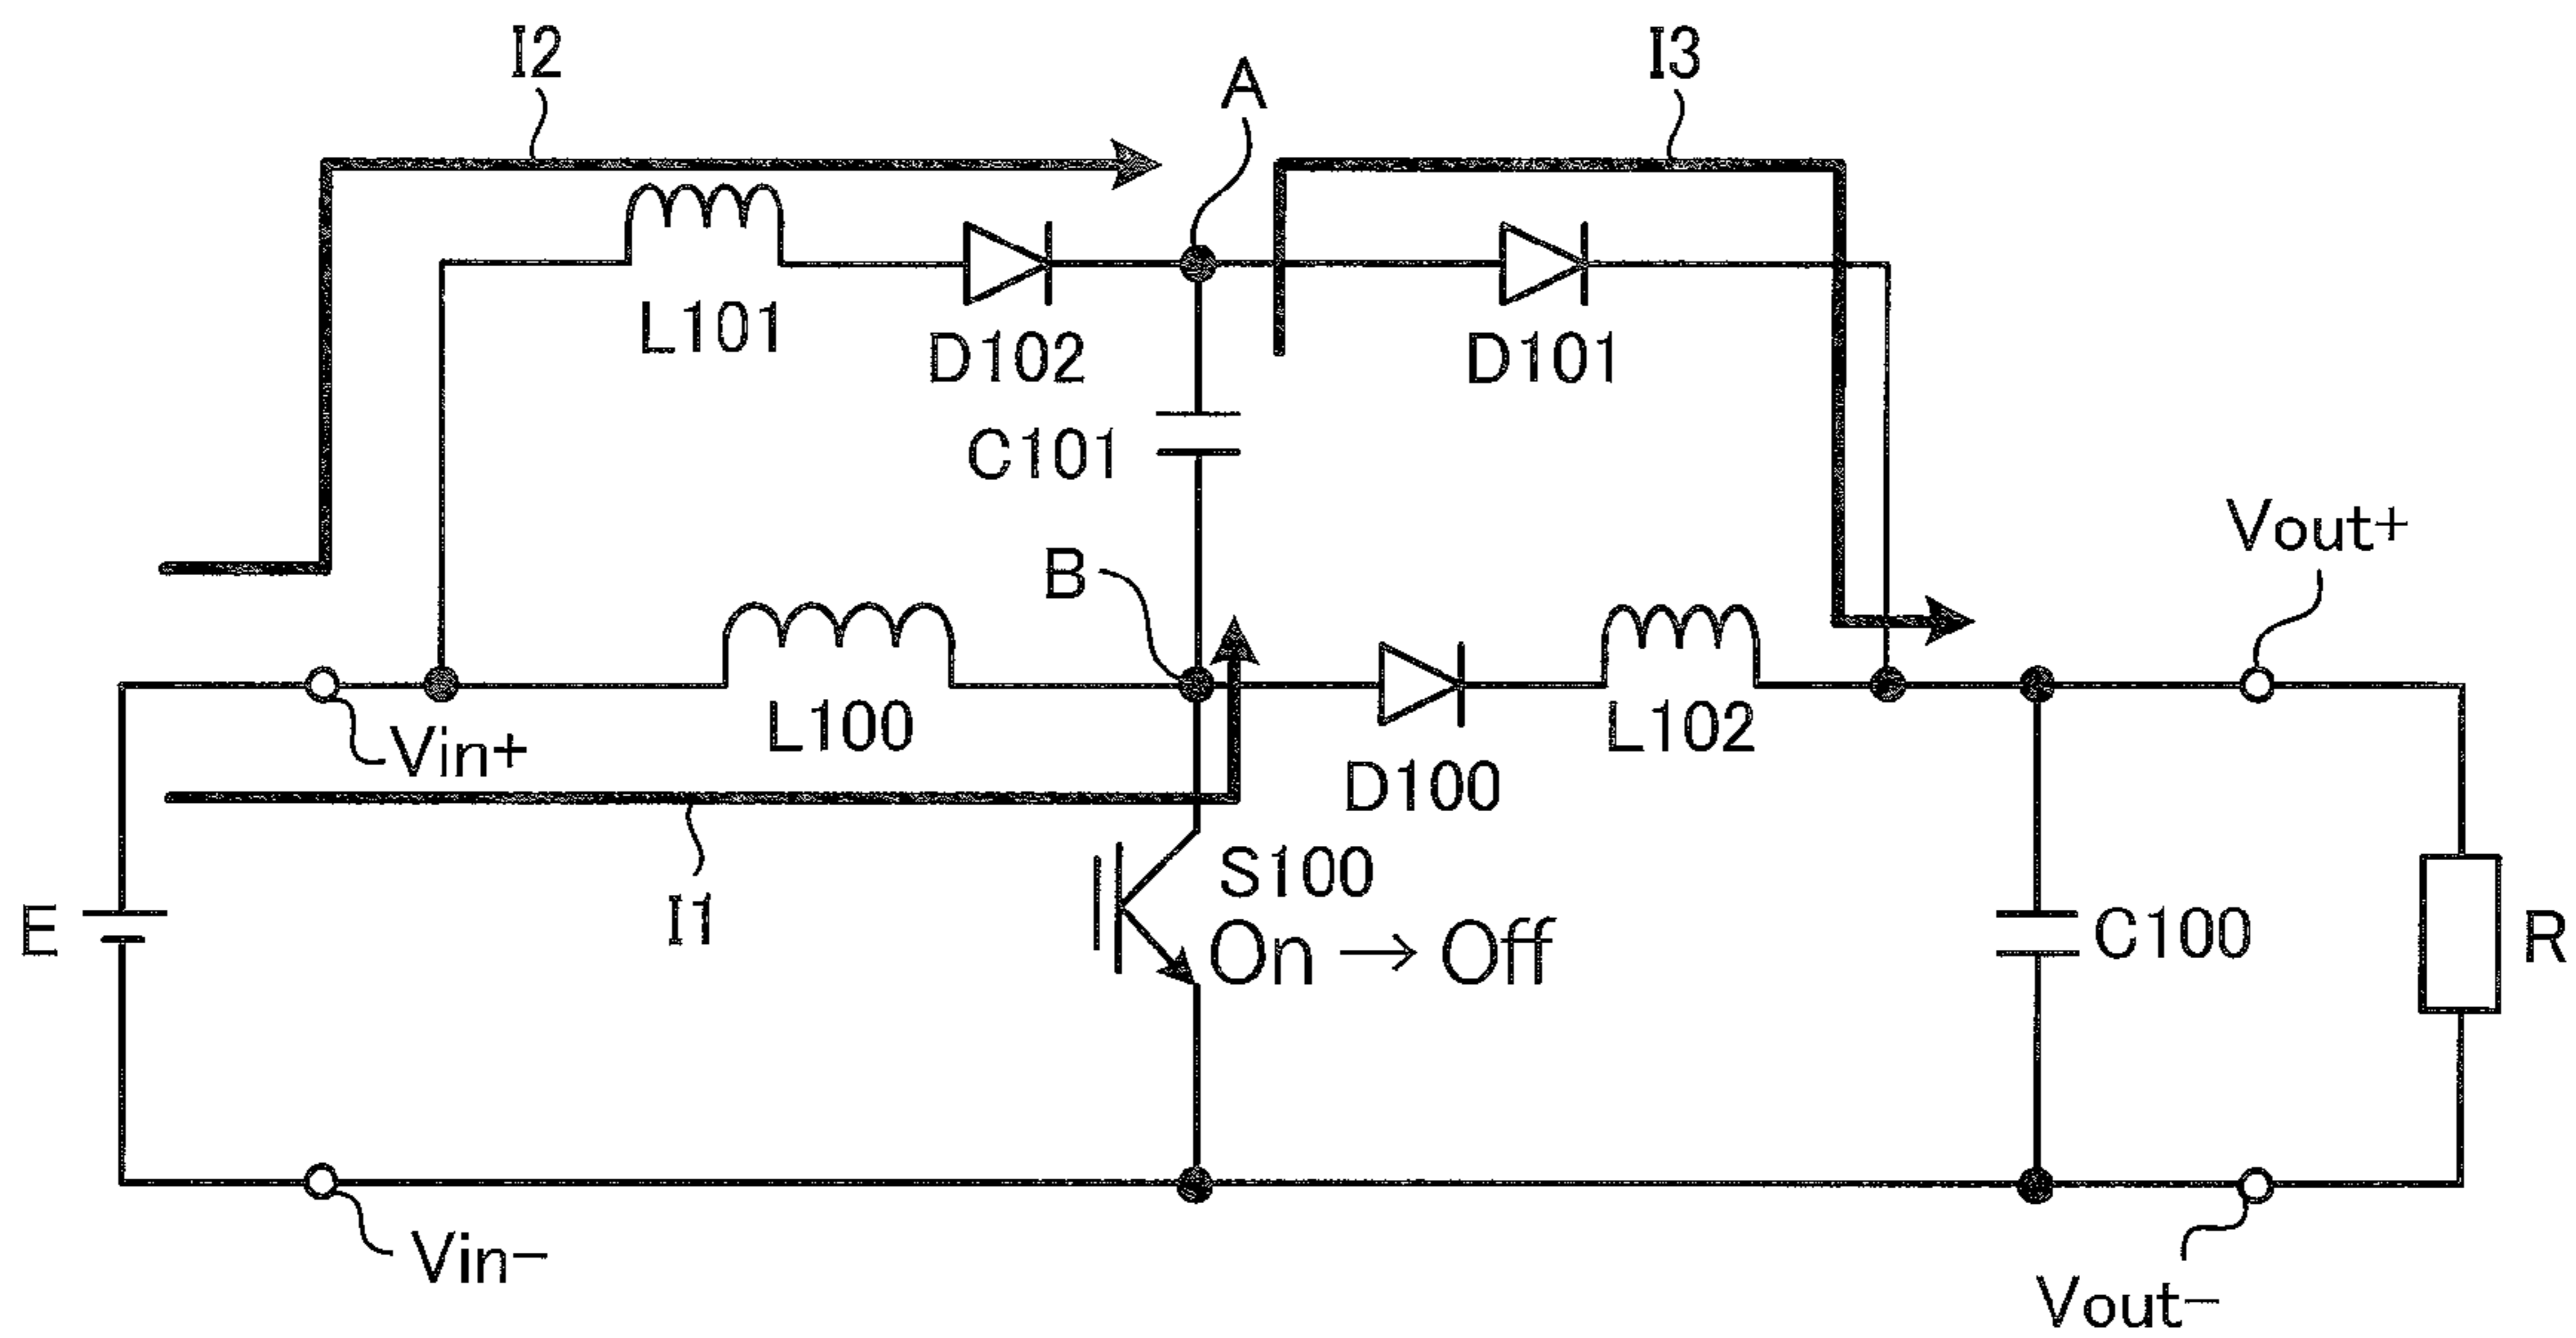 I2
I3
A
L101
D102
D101
C101
B
Vout+
Vin+
L100
L102
D100
I1
S100
On → Off
E
C100
R
Vin−
Vout−